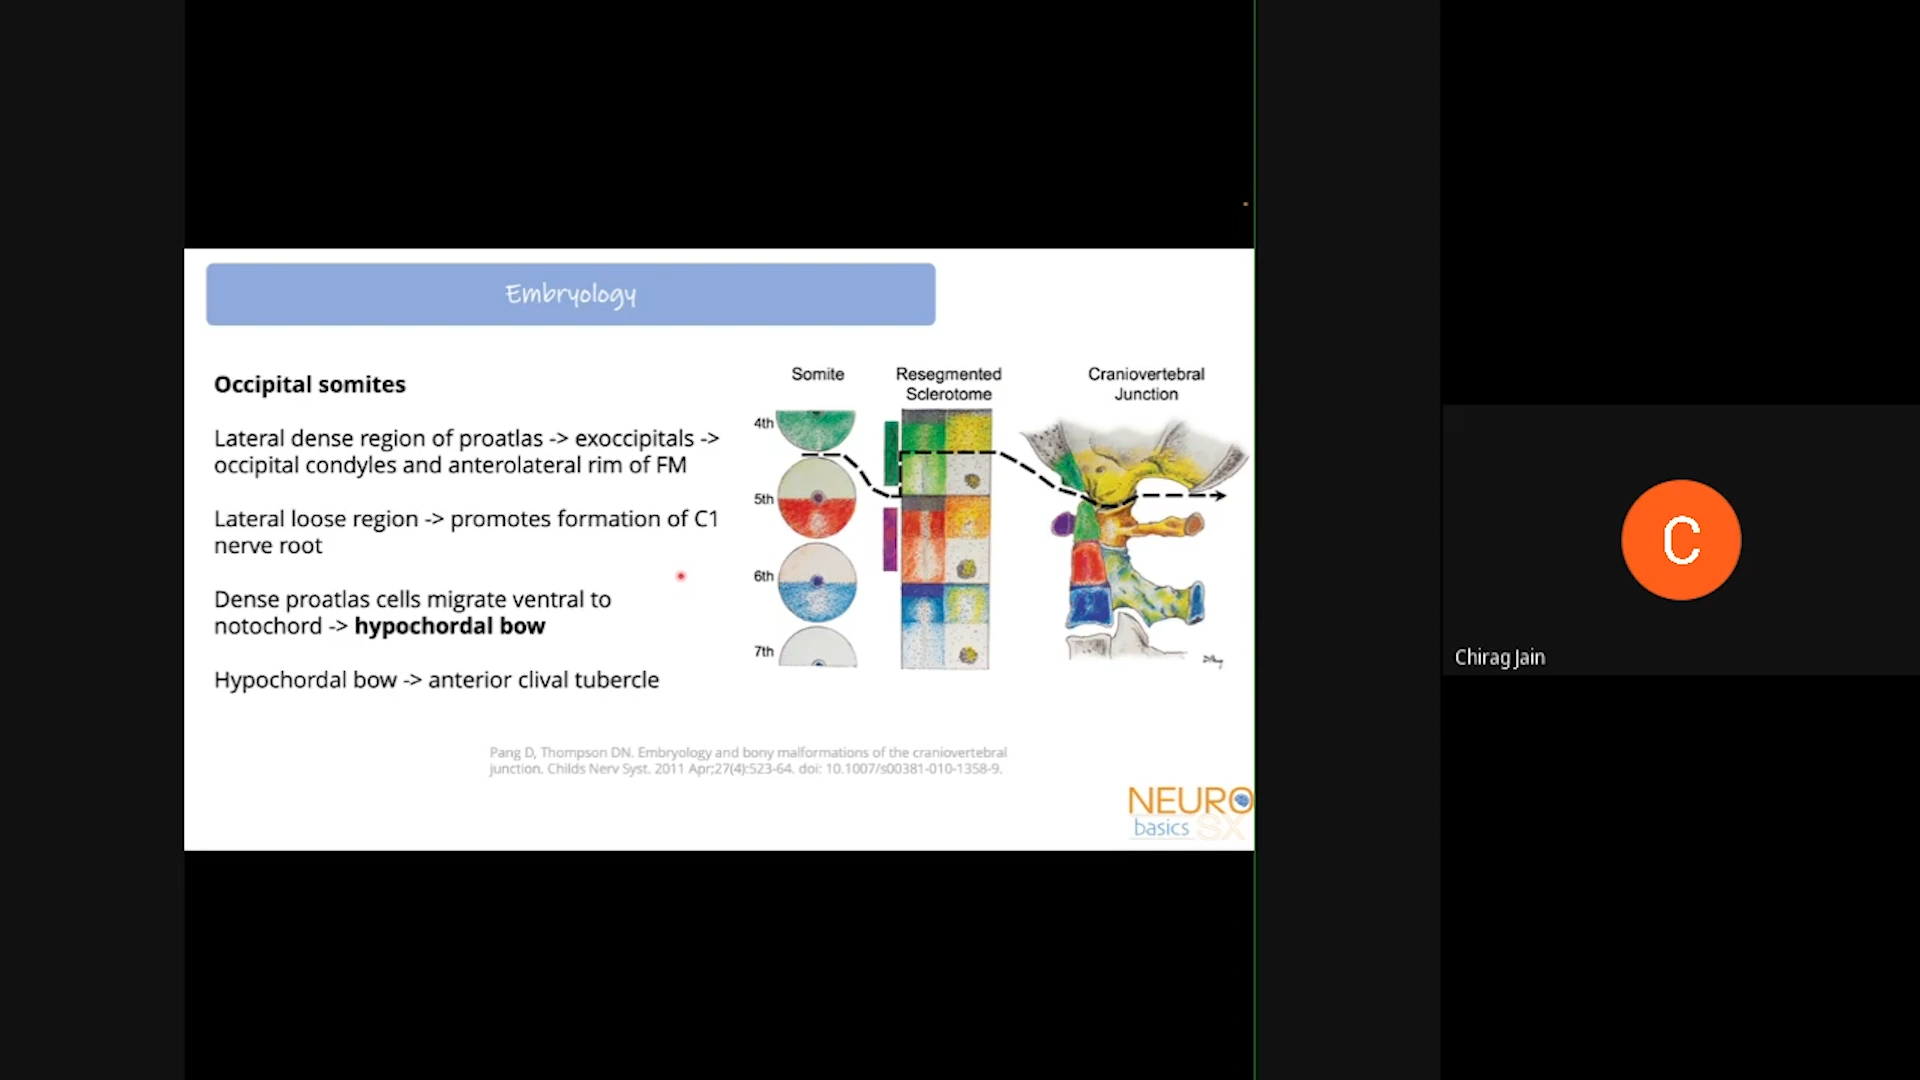 Embryology
Occipital somites
Lateral dense region of proatlas -> exoccipitals ->
occipital condyles and anterolateral rim of FM
Lateral loose region -> promotes formation of C1
nerve root
Dense proatlas cells migrate ventral to
notochord -> hypochordal bow
Hypochordal bow -> anterior clival tubercle
Somite
Resegmented
Sclerotome
Craniovertebral
Junction
4th
5th
6th
7th
Pang D, Thompson DN. Embryology and bony malformations of the craniovertebral
junction. Childs Nerv Syst. 2011 Apr;27(4):523-64. doi: 10.1007/s00381-010-1358-9.
NEURO
basics SX
C
Chirag Jain